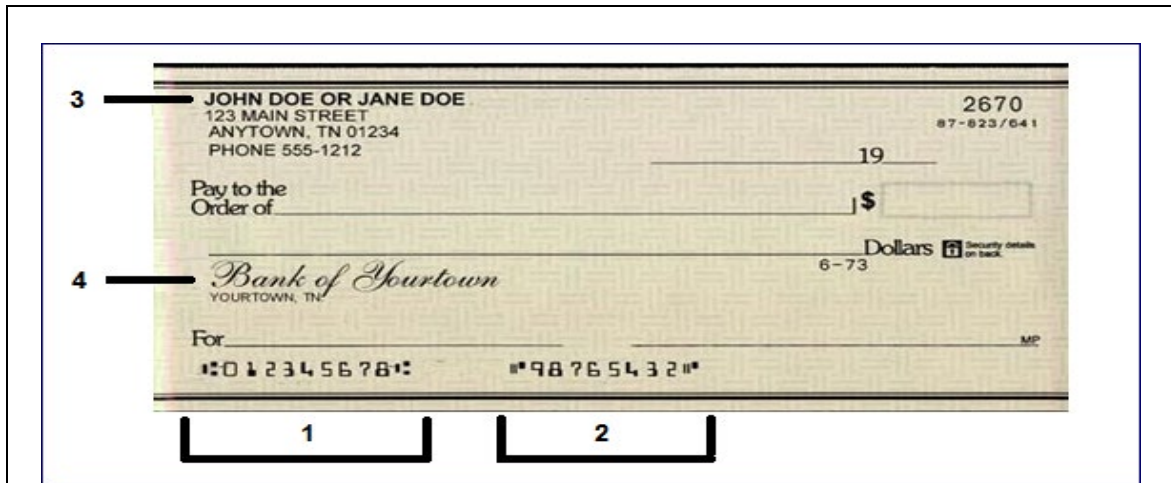 3
JOHN DOE OR JANE DOE
123 MAIN STREET
ANYTOWN, TN 01234
PHONE 555-1212
2670
87-823/641
19
Pay to the
Order of
$
Dollars
Security details
on back
6-73
4
Bank of Yourtown
YOURTOWN, TN
For
MP
⑆012345678⑆ ⑈98765432⑈
1 2